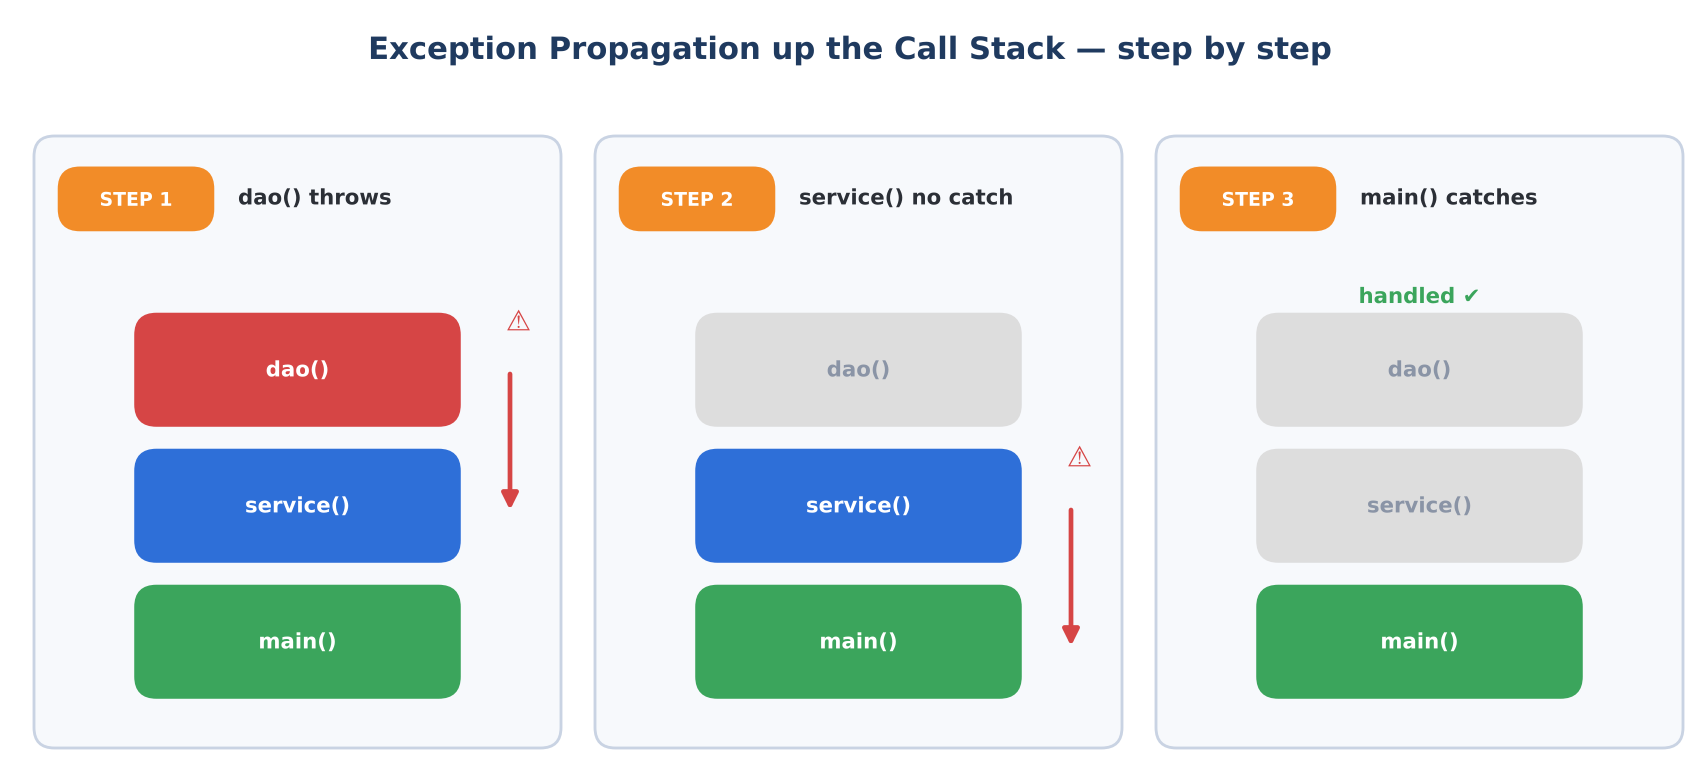 Exception Propagation up the Call Stack — step by step
STEP 1
dao() throws
⚠
dao()
service()
main()
STEP 2
service() no catch
dao()
⚠
service()
main()
STEP 3
main() catches
handled ✔
dao()
service()
main()